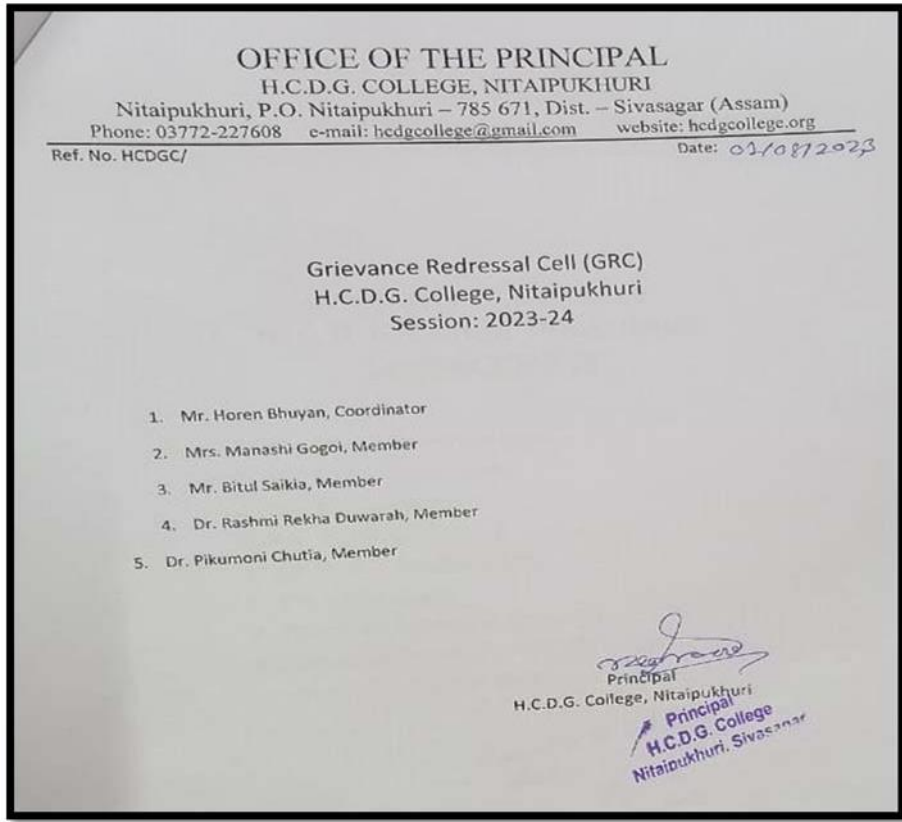 OFFICE OF THE PRINCIPAL
H.C.D.G. COLLEGE, NITAIPUKHURI
Nitaipukhuri, P.O. Nitaipukhuri – 785 671, Dist. – Sivasagar (Assam)
Phone: 03772-227608 e-mail: hcdgcollege@gmail.com website: hcdgcollege.org
Ref. No. HCDGC/ Date: 01/08/2023
Grievance Redressal Cell (GRC)
H.C.D.G. College, Nitaipukhuri
Session: 2023-24
1. Mr. Horen Bhuyan, Coordinator
2. Mrs. Manashi Gogoi, Member
3. Mr. Bitul Saikia, Member
4. Dr. Rashmi Rekha Duwarah, Member
5. Dr. Pikumoni Chutia, Member
Principal
H.C.D.G. College, Nitaipukhuri
Principal
H.C.D.G. College
Nitaipukhuri, Sivasagar